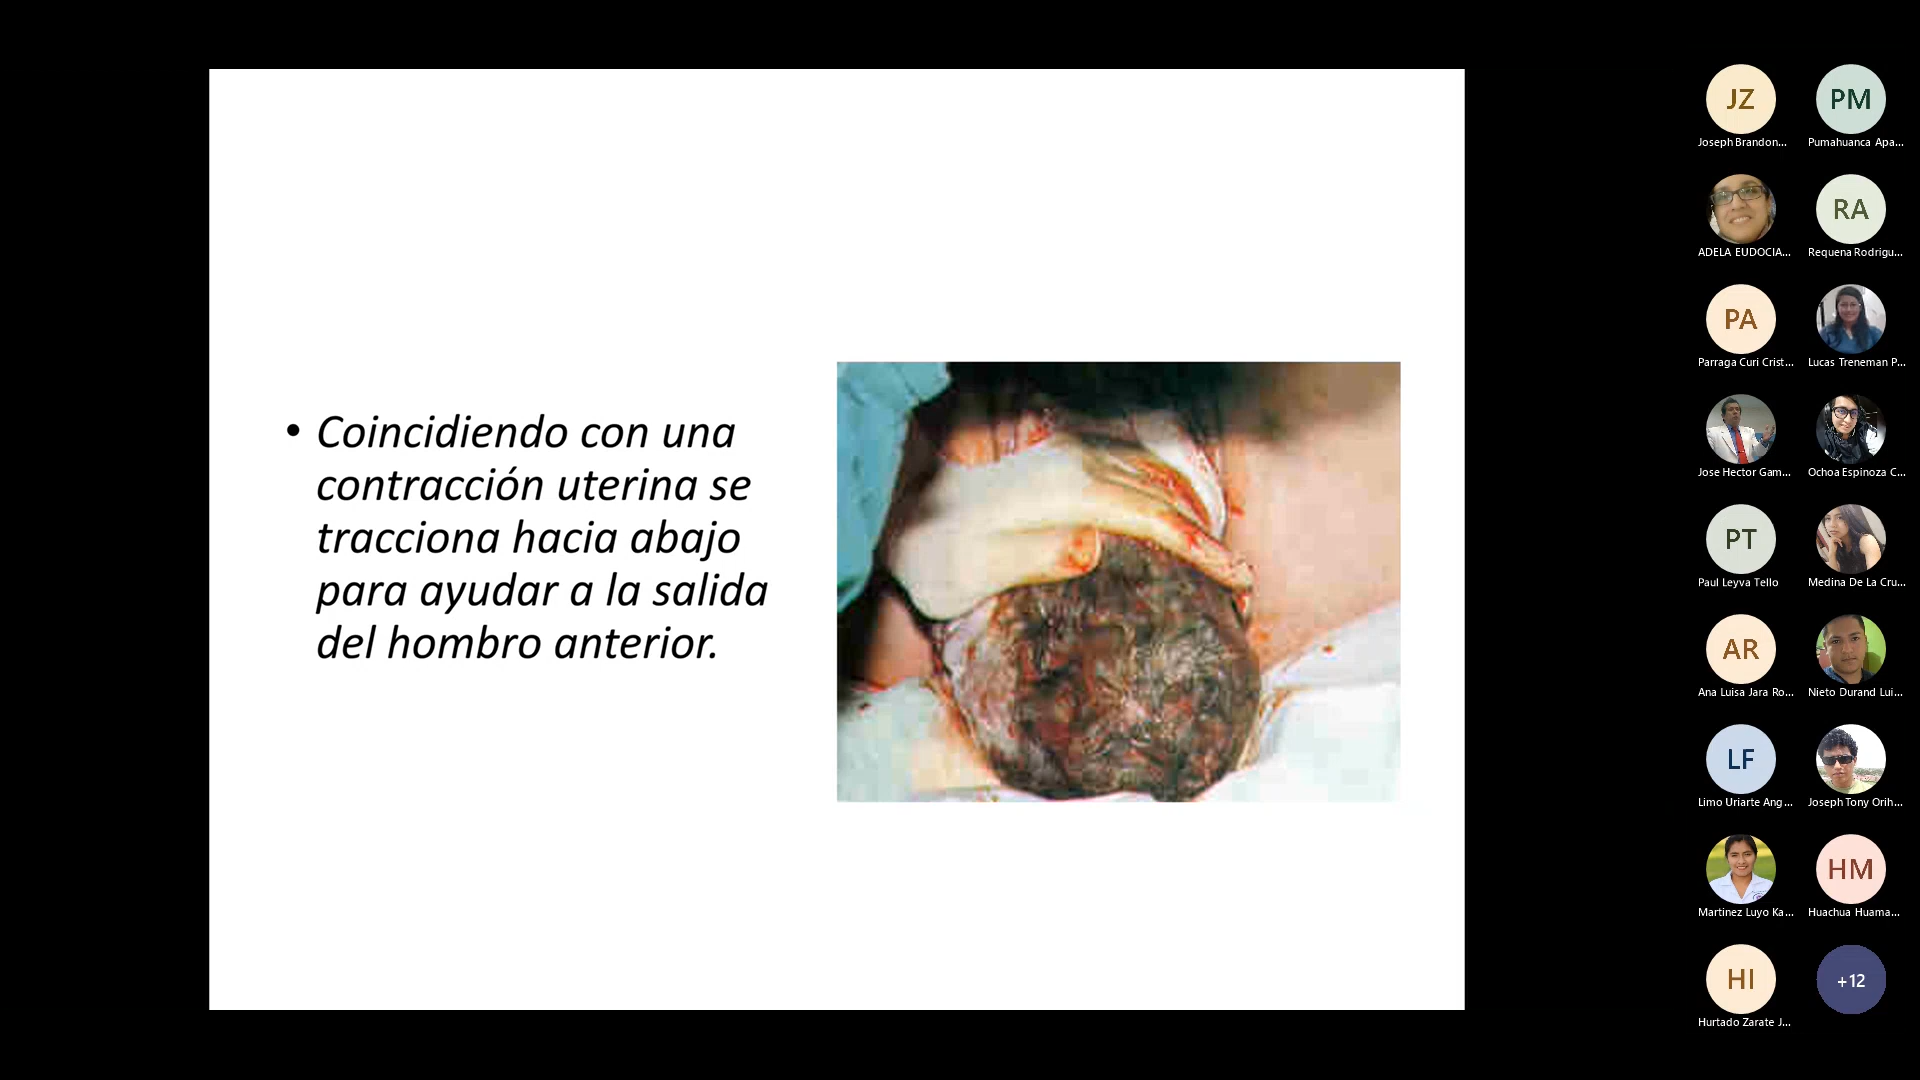 • Coincidiendo con una
contracción uterina se
tracciona hacia abajo
para ayudar a la salida
del hombro anterior.
JZ
Joseph Brandon...
PM
Pumahuanca Apa...
ADELA EUDOCIA...
RA
Requena Rodrigu...
PA
Parraga Curi Crist...
Lucas Treneman P...
Jose Hector Gam...
Ochoa Espinoza C...
PT
Paul Leyva Tello
Medina De La Cru...
AR
Ana Luisa Jara Ro...
Nieto Durand Lui...
LF
Limo Uriarte Ang...
Joseph Tony Orih...
Martinez Luyo Ka...
HM
Huachua Huama...
HI
Hurtado Zarate J...
+12